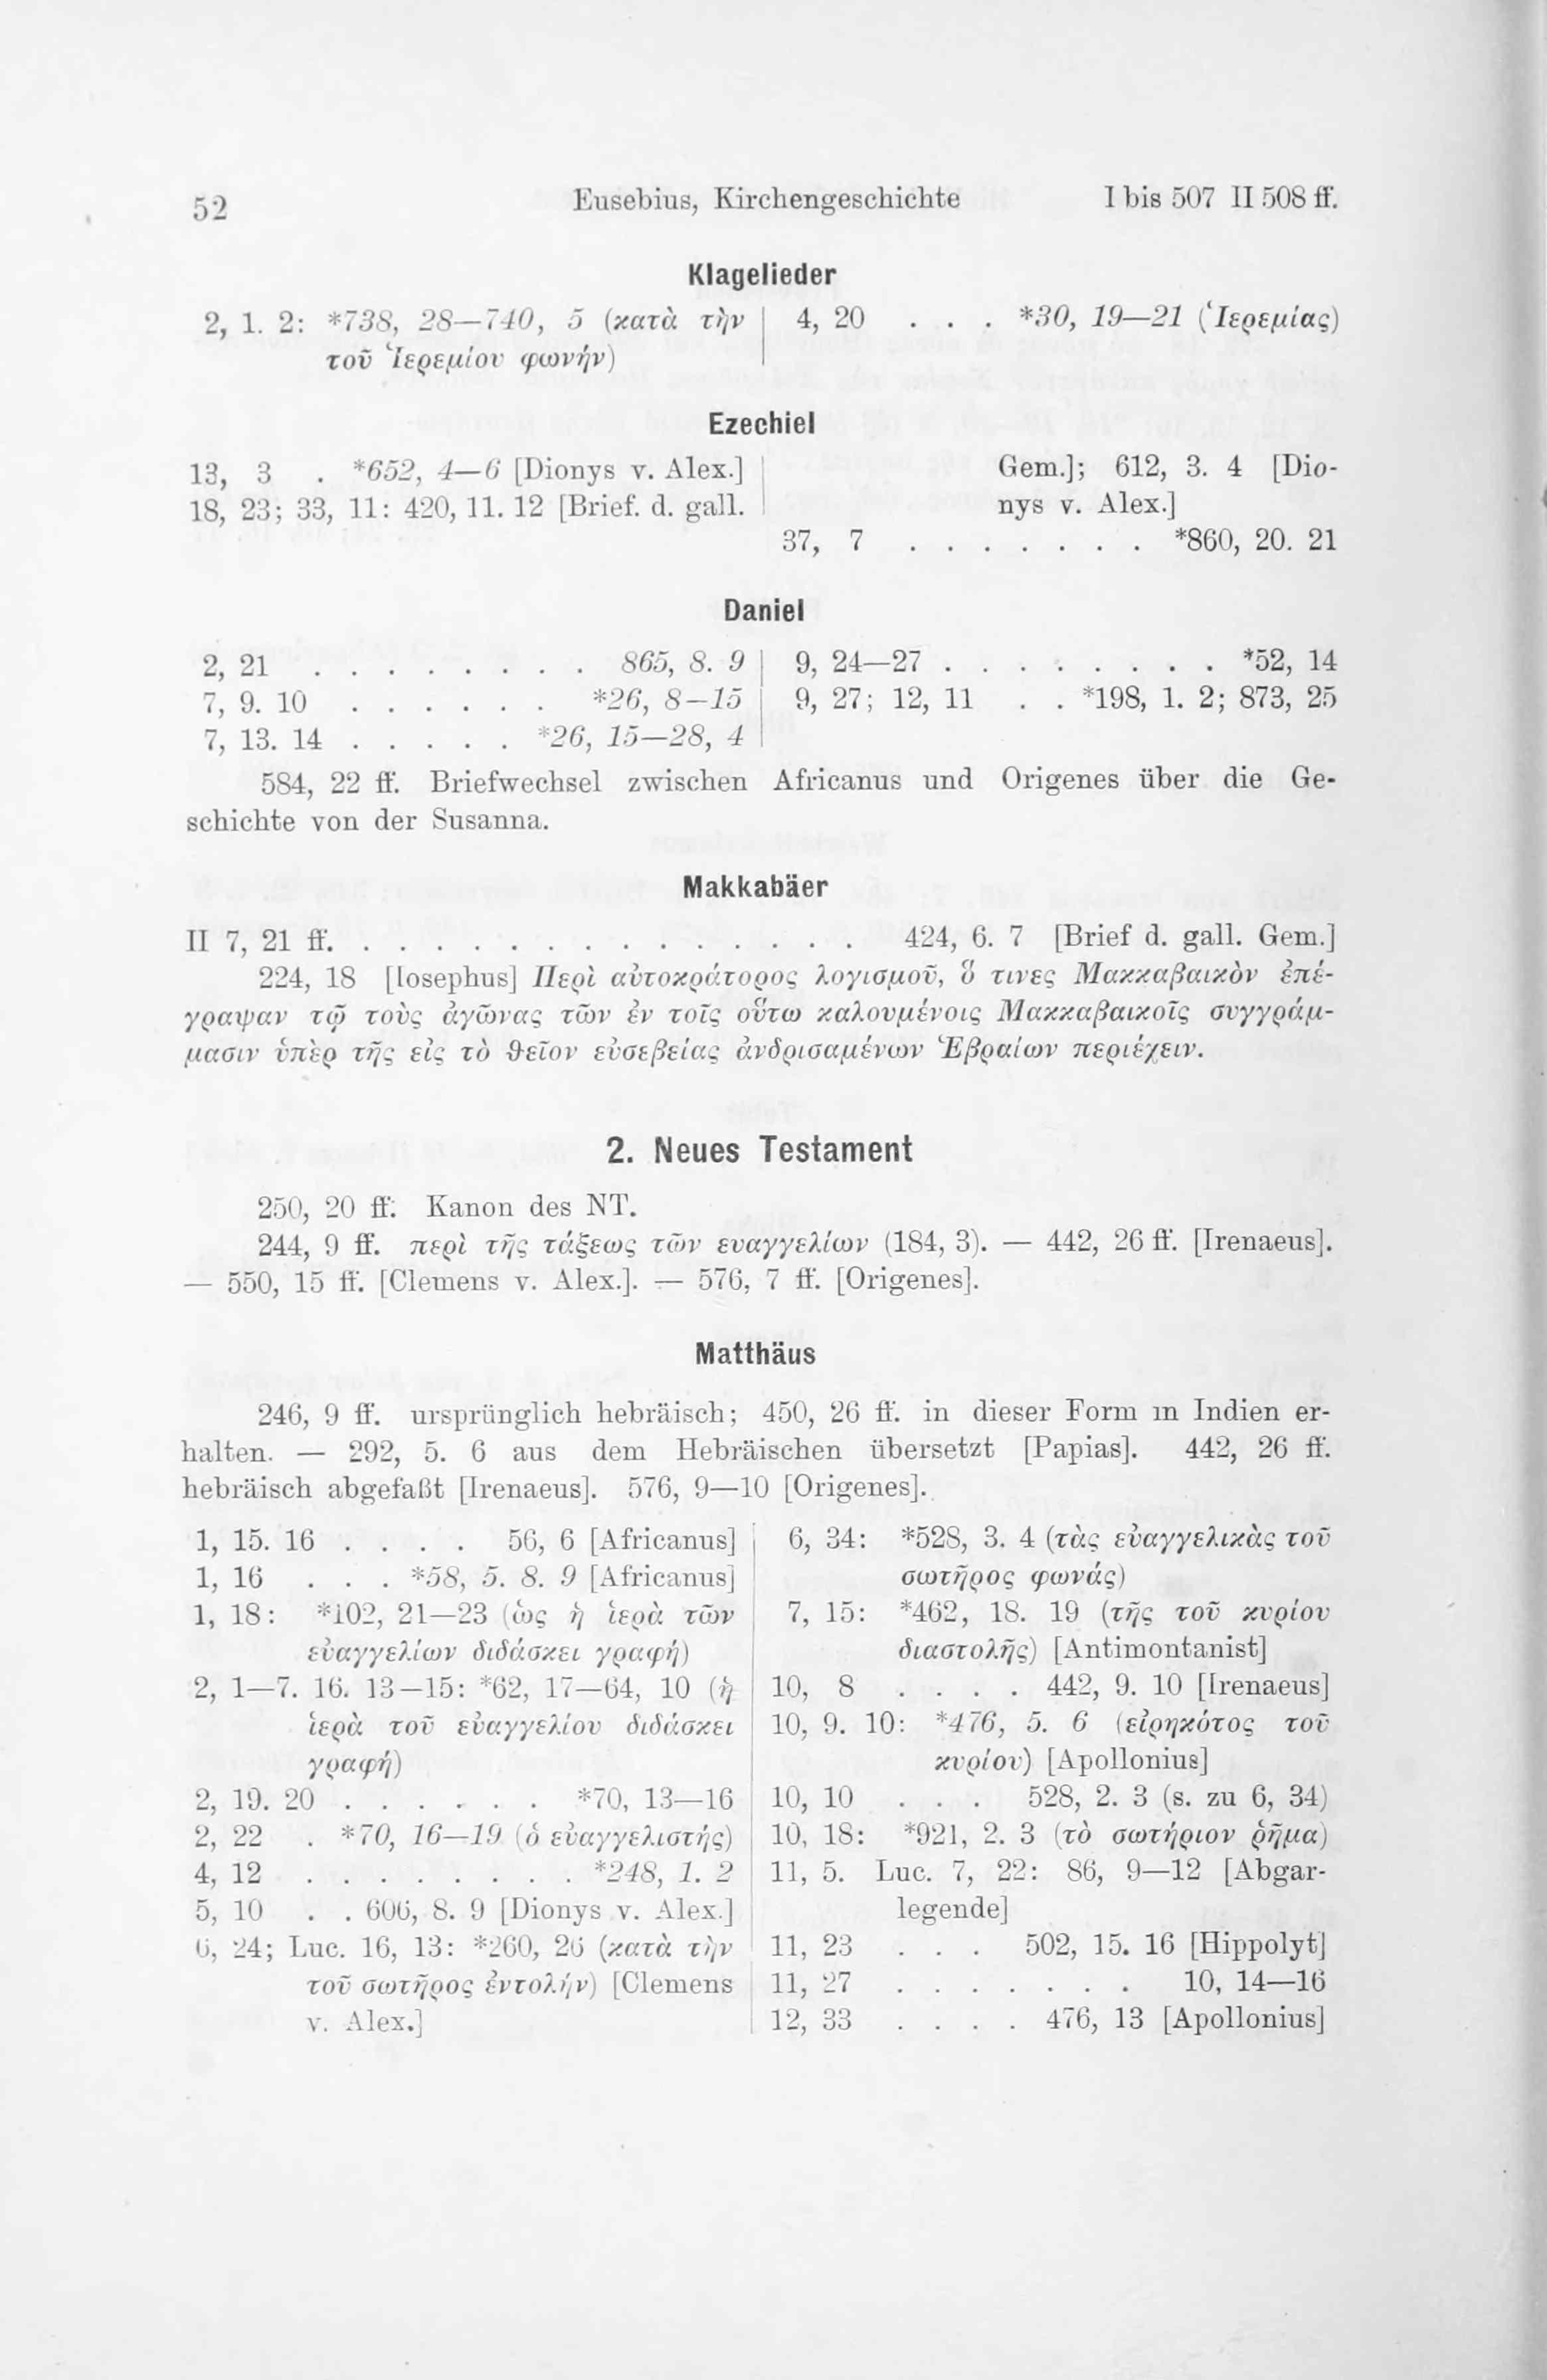 52 Eusebius, Kirchengeschichte I bis 507 II 508 ff.
Klagelieder
2, 1. 2: *738, 28—740, 5 (κατὰ τὴν
τοῦ Ἱερεμίου φωνήν)
4, 20 . . . *30, 19—21 (Ἱερεμίας)
Ezechiel
13, 3 . *652, 4—6 [Dionys v. Alex.]
18, 23; 33, 11: 420, 11. 12 [Brief. d. gall.
Gem.]; 612, 3. 4 [Dio-
nys v. Alex.]
37, 7 . . . . . . . *860, 20. 21
Daniel
2, 21 . . . . . . . . 865, 8. 9
7, 9. 10 . . . . . . *26, 8—15
7, 13. 14 . . . . . *26, 15—28, 4
9, 24—27 . . . . . . . . *52, 14
9, 27; 12, 11 . . *198, 1. 2; 873, 25
584, 22 ff. Briefwechsel zwischen Africanus und Origenes über die Ge-
schichte von der Susanna.
Makkabäer
II 7, 21 ff. . . . . . . . . . . . . . . 424, 6. 7 [Brief d. gall. Gem.]
224, 18 [Iosephus] Περὶ αὐτοκράτορος λογισμοῦ, ὅ τινες Μακκαβαικὸν ἐπέ-
γραψαν τῷ τοὺς ἀγῶνας τῶν ἐν τοῖς οὕτω καλουμένοις Μακκαβαικοῖς συγγράμ-
μασιν ὑπὲρ τῆς εἰς τὸ θεῖον εὐσεβείας ἀνδρισαμένων Ἑβραίων περιέχειν.
2. Neues Testament
250, 20 ff. Kanon des NT.
244, 9 ff. περὶ τῆς τάξεως τῶν ευαγγελίων (184, 3). — 442, 26 ff. [Irenaeus].
— 550, 15 ff. [Clemens v. Alex.]. — 576, 7 ff. [Origenes].
Matthäus
246, 9 ff. ursprünglich hebräisch; 450, 26 ff. in dieser Form in Indien er-
halten. — 292, 5. 6 aus dem Hebräischen übersetzt [Papias]. 442, 26 ff.
hebräisch abgefaßt [Irenaeus]. 576, 9—10 [Origenes].
1, 15. 16 . . . . 56, 6 [Africanus]
1, 16 . . . *58, 5. 8. 9 [Africanus]
1, 18: *102, 21—23 (ὡς ἡ ἱερὰ τῶν
εὐαγγελίων διδάσκει γραφή)
2, 1—7. 16. 13—15: *62, 17—64, 10 (ἡ
ἱερὰ τοῦ εὐαγγελίου διδάσκει
γραφή)
2, 19. 20 . . . . . . *70, 13—16
2, 22 . *70, 16—19 (ὁ εὐαγγελιστής)
4, 12 . . . . . . . . *248, 1. 2
5, 10 . . 606, 8. 9 [Dionys v. Alex.]
6, 24; Luc. 16, 13: *260, 26 (κατὰ τὴν
τοῦ σωτῆρος ἐντολήν) [Clemens
v. Alex.]
6, 34: *528, 3. 4 (τὰς εὐαγγελικὰς τοῦ
σωτῆρος φωνάς)
7, 15: *462, 18. 19 (τῆς τοῦ κυρίου
διαστολῆς) [Antimontanist]
10, 8 . . . . 442, 9. 10 [Irenaeus]
10, 9. 10: *476, 5. 6 (εἰρηκότος τοῦ
κυρίου) [Apollonius]
10, 10 . . . 528, 2. 3 (s. zu 6, 34)
10, 18: *921, 2. 3 (τὸ σωτήριον ῥῆμα)
11, 5. Luc. 7, 22: 86, 9—12 [Abgar-
legende]
11, 23 . . . 502, 15. 16 [Hippolyt]
11, 27 . . . . . . . 10, 14—16
12, 33 . . . . 476, 13 [Apollonius]